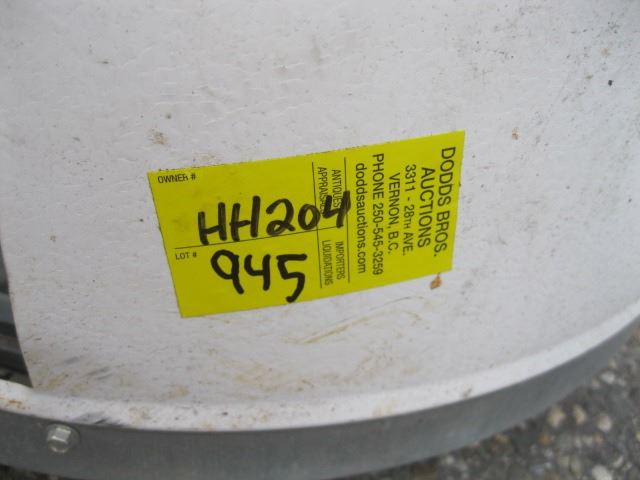 OWNER #
HH204
LOT #
945
ANTIQUES
APPRAISERS
IMPORTERS
LIQUIDATIONS
DODDS BROS.
AUCTIONS
3311 - 28TH AVE.
VERNON, B.C.
PHONE 250-545-3259
doddsauctions.com